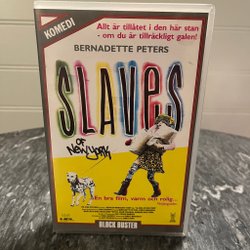 KOMEDI
Allt är tillåtet i den här stan
- om du är tillräckligt galen!
BERNADETTE PETERS
SLAVES
OF NEW YORK
...En bra film, varm och rolig...
BLOCK BUSTER